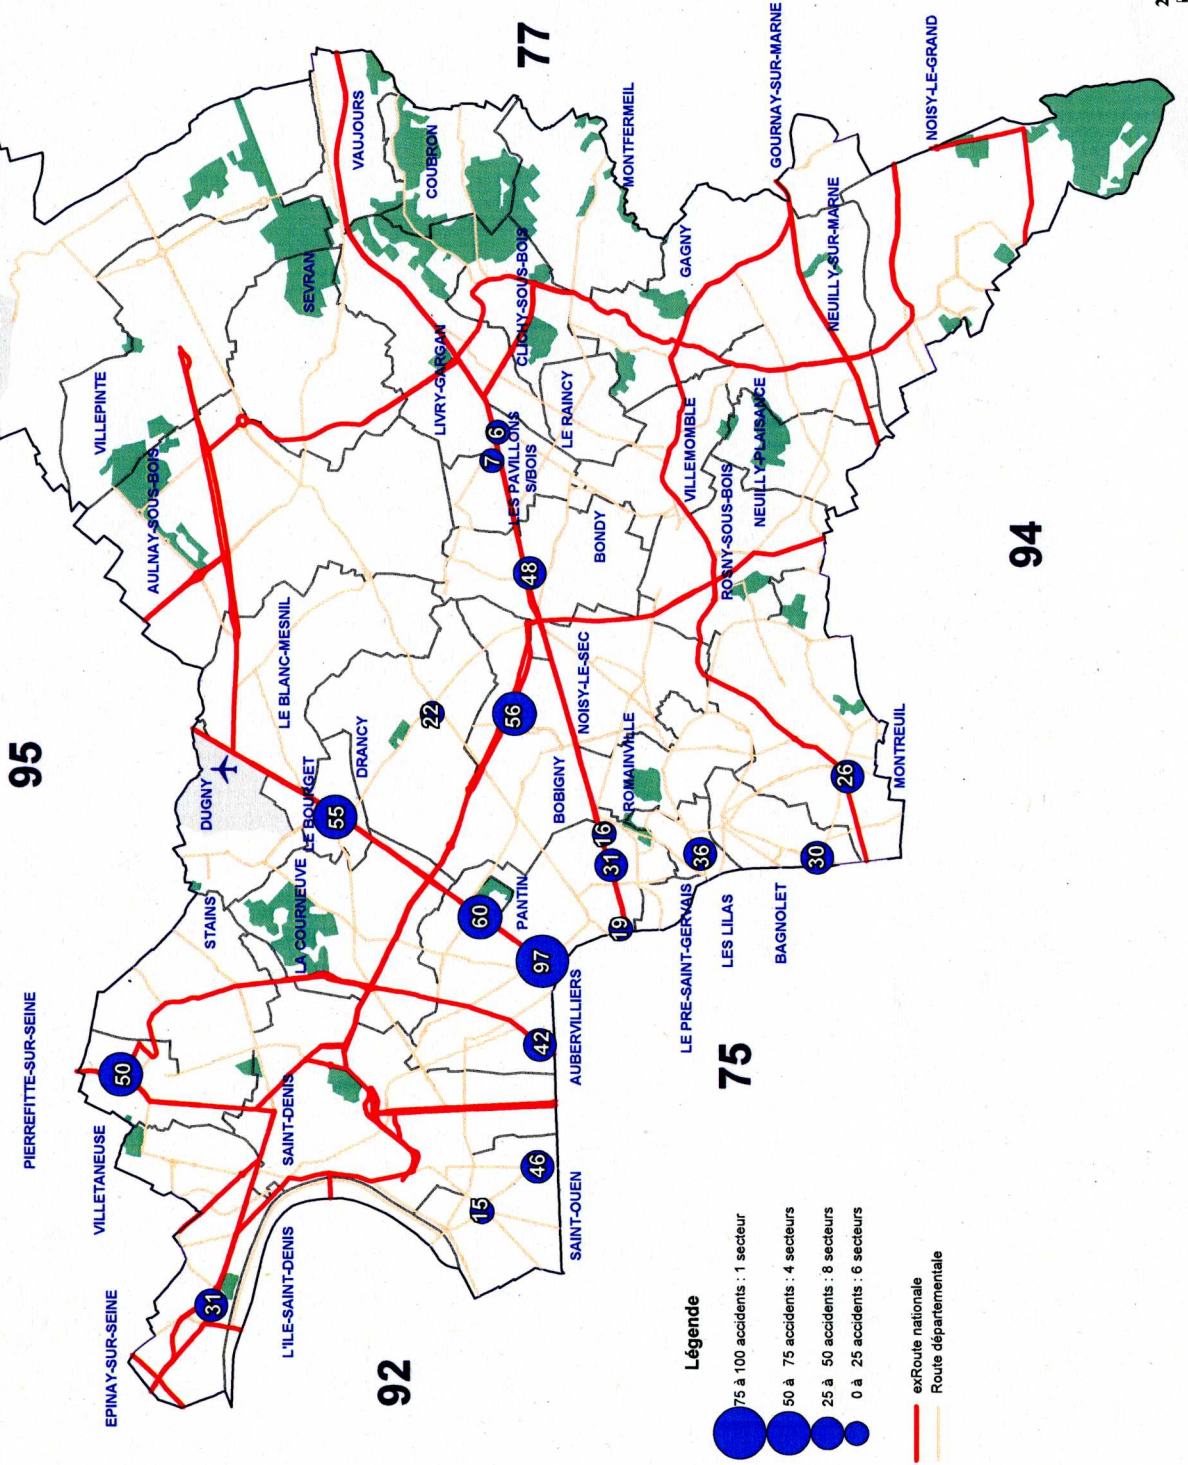 95
PIERREFITTE-SUR-SEINE
EPINAY-SUR-SEINE
VILLETANEUSE
VILLEPINTE
STAINS
DUGNY
AULNAY-SOUS-BOIS
50
31
L'ILE-SAINT-DENIS
SAINT-DENIS
LA COURNEUVE
LE BOURGET
LE BLANC-MESNIL
SEVRAN
VAUJOURS
55
DRANCY
92
22
LIVRY-GARGAN
COUBRON
15
60
56
7
6
LES PAVILLONS
S/BOIS
CLICHY-SOUS-BOIS
77
46
42
97
PANTIN
48
SAINT-OUEN
AUBERVILLIERS
BOBIGNY
NOISY-LE-SEC
BONDY
LE RAINCY
MONTFERMEIL
19
31
16
ROMAINVILLE
LE PRE-SAINT-GERVAIS
36
VILLEMOMBLE
GAGNY
75
LES LILAS
ROSNY-SOUS-BOIS
NEUILLY-PLAISANCE
BAGNOLET
30
26
GOURNAY-SUR-MARNE
NEUILLY-SUR-MARNE
MONTREUIL
NOISY-LE-GRAND
94
Légende
75 à 100 accidents : 1 secteur
50 à 75 accidents : 4 secteurs
25 à 50 accidents : 8 secteurs
0 à 25 accidents : 6 secteurs
exRoute nationale
Route départementale